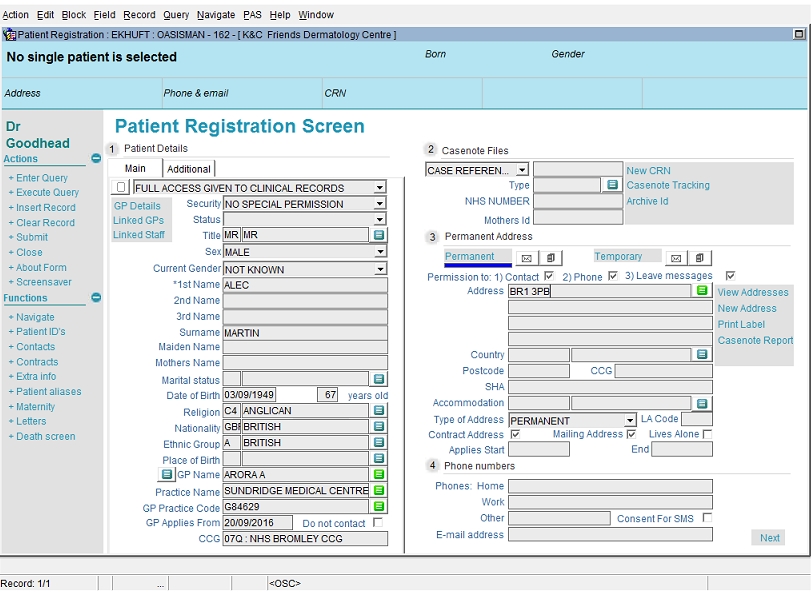 Action Edit Block Field Record Query Navigate PAS Help Window
Patient Registration : EKHUFT : OASISMAN - 162 - [ K&C Friends Dermatology Centre ]
No single patient is selected
Born
Gender
Address
Phone & email
CRN
Dr
Goodhead
Actions
+ Enter Query
+ Execute Query
+ Insert Record
+ Clear Record
+ Submit
+ Close
+ About Form
+ Screensaver
Functions
+ Navigate
+ Patient ID's
+ Contacts
+ Contracts
+ Extra info
+ Patient aliases
+ Maternity
+ Letters
+ Death screen
Patient Registration Screen
1 Patient Details
Main Additional
FULL ACCESS GIVEN TO CLINICAL RECORDS
GP Details
Linked GPs
Linked Staff
Security NO SPECIAL PERMISSION
Status
Title MR MR
Sex MALE
Current Gender NOT KNOWN
*1st Name ALEC
2nd Name
3rd Name
Surname MARTIN
Maiden Name
Mothers Name
Marital status
Date of Birth 03/09/1949 67 years old
Religion C4 ANGLICAN
Nationality GBR BRITISH
Ethnic Group A BRITISH
Place of Birth
GP Name ARORA A
Practice Name SUNDRIDGE MEDICAL CENTRE
GP Practice Code G84629
GP Applies From 20/09/2016 Do not contact
CCG 07Q : NHS BROMLEY CCG
2 Casenote Files
CASE REFEREN...
Type
NHS NUMBER
Mothers Id
New CRN
Casenote Tracking
Archive Id
3 Permanent Address
Permanent Temporary
Permission to: 1) Contact 2) Phone 3) Leave messages
Address BR1 3PB
View Addresses
New Address
Print Label
Casenote Report
Country
Postcode CCG
SHA
Accommodation
Type of Address PERMANENT LA Code
Contract Address Mailing Address Lives Alone
Applies Start End
4 Phone numbers
Phones: Home
Work
Other Consent For SMS
E-mail address
Next
Record: 1/1 ... <OSC>